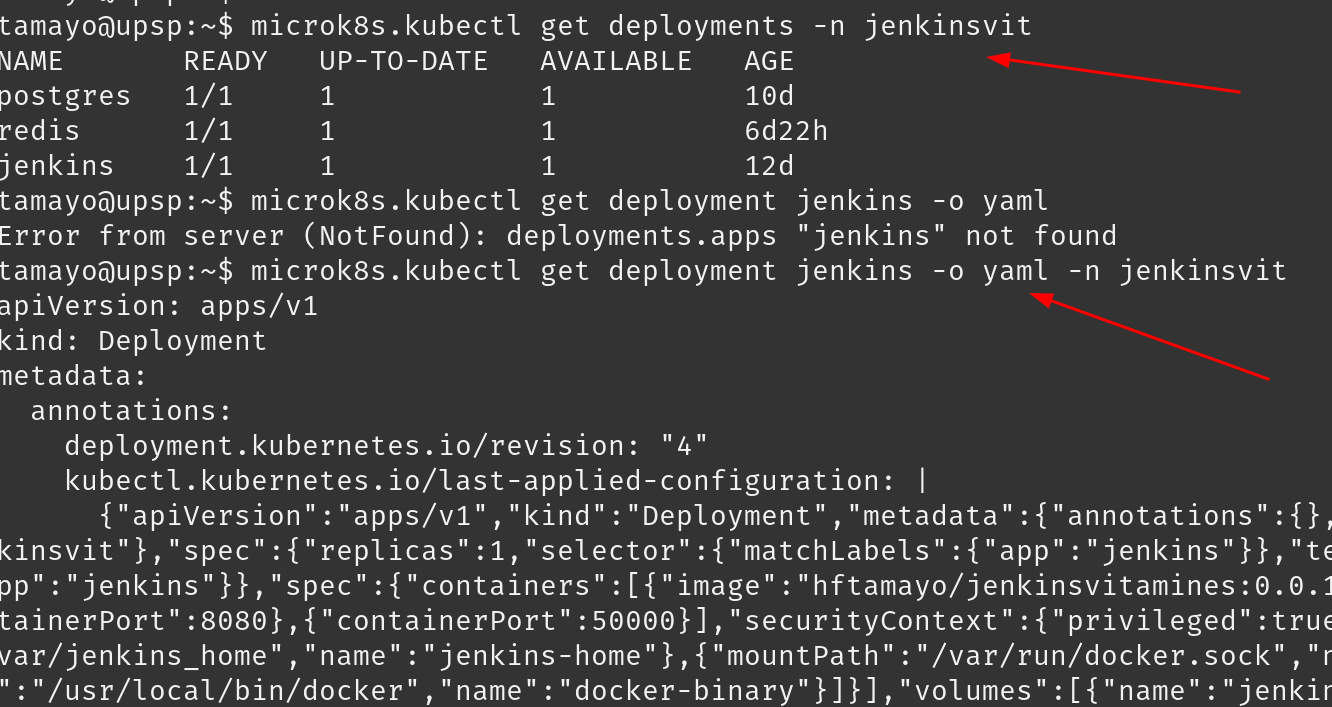 tamayo@upsp:~$ microk8s.kubectl get deployments -n jenkinsvit
NAME READY UP-TO-DATE AVAILABLE AGE
postgres 1/1 1 1 10d
redis 1/1 1 1 6d22h
jenkins 1/1 1 1 12d
tamayo@upsp:~$ microk8s.kubectl get deployment jenkins -o yaml
Error from server (NotFound): deployments.apps "jenkins" not found
tamayo@upsp:~$ microk8s.kubectl get deployment jenkins -o yaml -n jenkinsvit
apiVersion: apps/v1
kind: Deployment
metadata:
  annotations:
    deployment.kubernetes.io/revision: "4"
    kubectl.kubernetes.io/last-applied-configuration: |
      {"apiVersion":"apps/v1","kind":"Deployment","metadata":{"annotations":{},
kinsvit"},"spec":{"replicas":1,"selector":{"matchLabels":{"app":"jenkins"}},"te
pp":"jenkins"}},"spec":{"containers":[{"image":"hftamayo/jenkinsvitamines:0.0.1
tainerPort":8080},{"containerPort":50000}],"securityContext":{"privileged":true
var/jenkins_home","name":"jenkins-home"},{"mountPath":"/var/run/docker.sock","n
":"/usr/local/bin/docker","name":"docker-binary"}]}],"volumes":[{"name":"jenkin